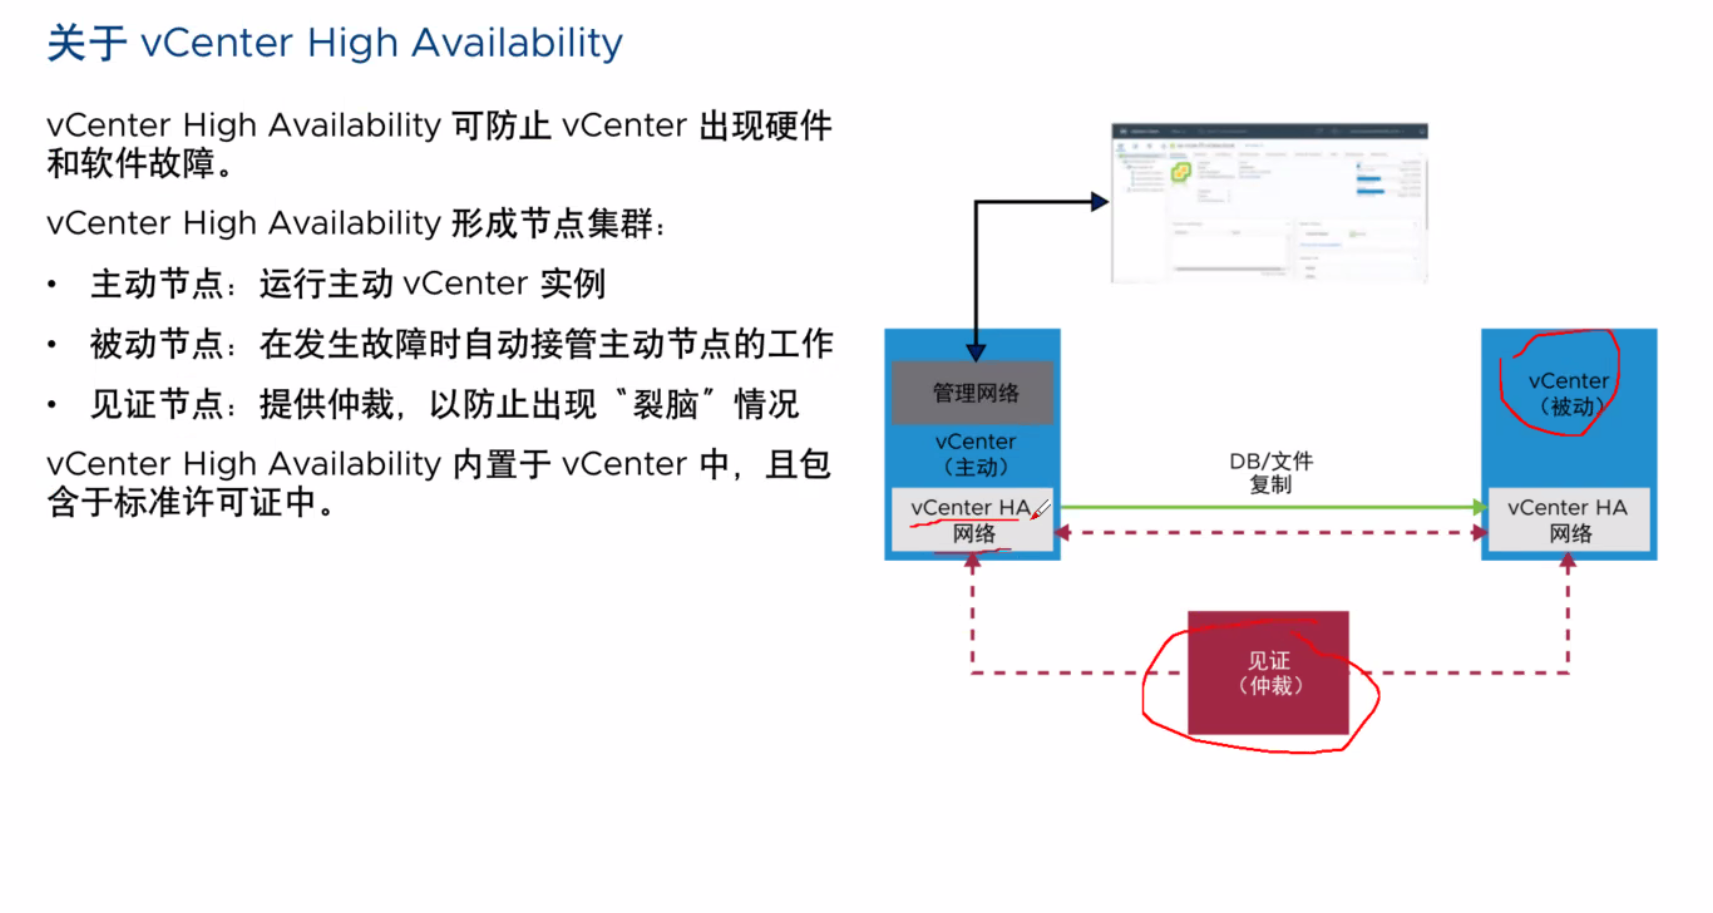 关于 vCenter High Availability
vCenter High Availability 可防止 vCenter 出现硬件
和软件故障。
vCenter High Availability 形成节点集群：
• 主动节点：运行主动 vCenter 实例
• 被动节点：在发生故障时自动接管主动节点的工作
• 见证节点：提供仲裁，以防止出现“裂脑”情况
vCenter High Availability 内置于 vCenter 中，且包
含于标准许可证中。
管理网络
vCenter
（主动）
vCenter HA
网络
DB/文件
复制
vCenter
（被动）
vCenter HA
网络
见证
（仲裁）